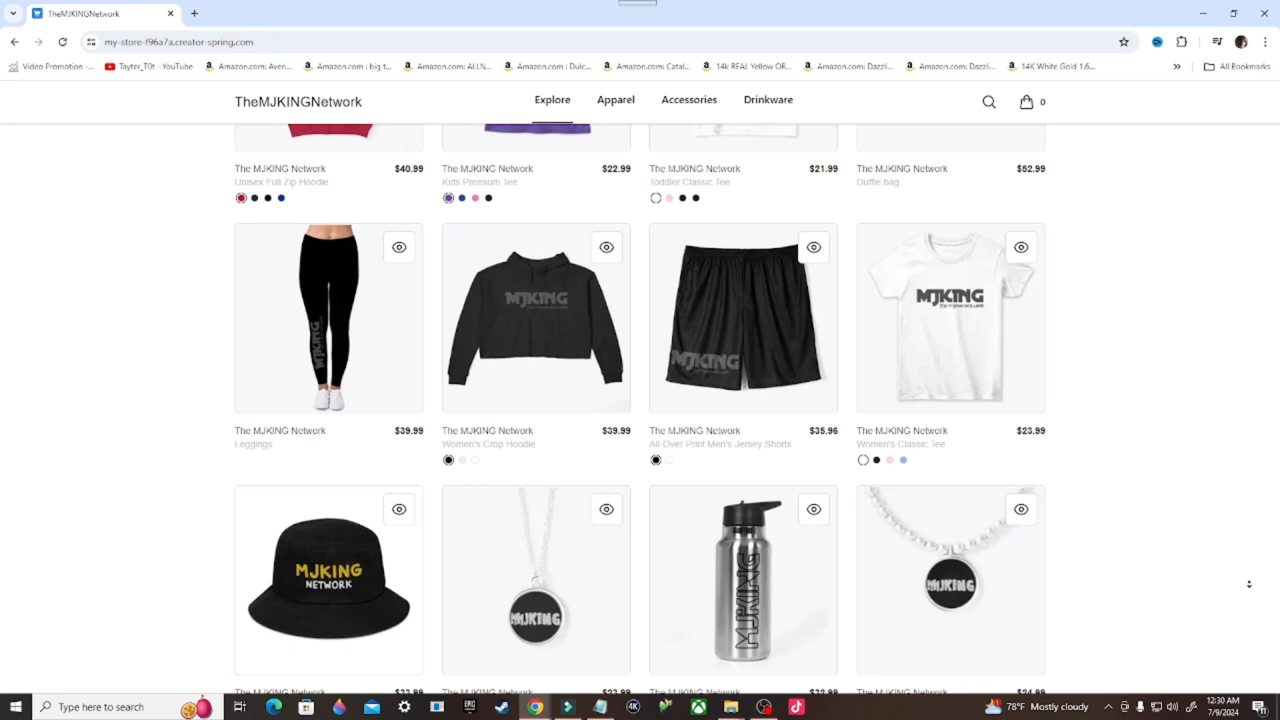 TheMJKINGNetwork
my-store-f96a7a.creator-spring.com
Video Promotion -...
Tayter_T0t - YouTube
Amazon.com: Aven...
Amazon.com : big t...
Amazon.com: ALLN...
Amazon.com : Dulc...
Amazon.com: Catal...
14k REAL Yellow OR...
Amazon.com: Dazzli...
Amazon.com: Dazzli...
14K White Gold 1.6...
»
All Bookmarks
TheMJKINGNetwork
Explore
Apparel
Accessories
Drinkware
0
The MJKING Network $40.99
Unisex Full Zip Hoodie
The MJKING Network $22.99
Kids Premium Tee
The MJKING Network $21.99
Toddler Classic Tee
The MJKING Network $52.99
Duffle bag
MJKING
MJKING
MJKING
MJKING
The MJKING Network $39.99
Leggings
The MJKING Network $39.99
Women's Crop Hoodie
The MJKING Network $35.96
All-Over Print Men's Jersey Shorts
The MJKING Network $23.99
Women's Classic Tee
MJKING
NETWORK
MJKING
MJKING
MJKING
Type here to search
EPIC
4K
78°F Mostly cloudy
12:30 AM
7/9/2024